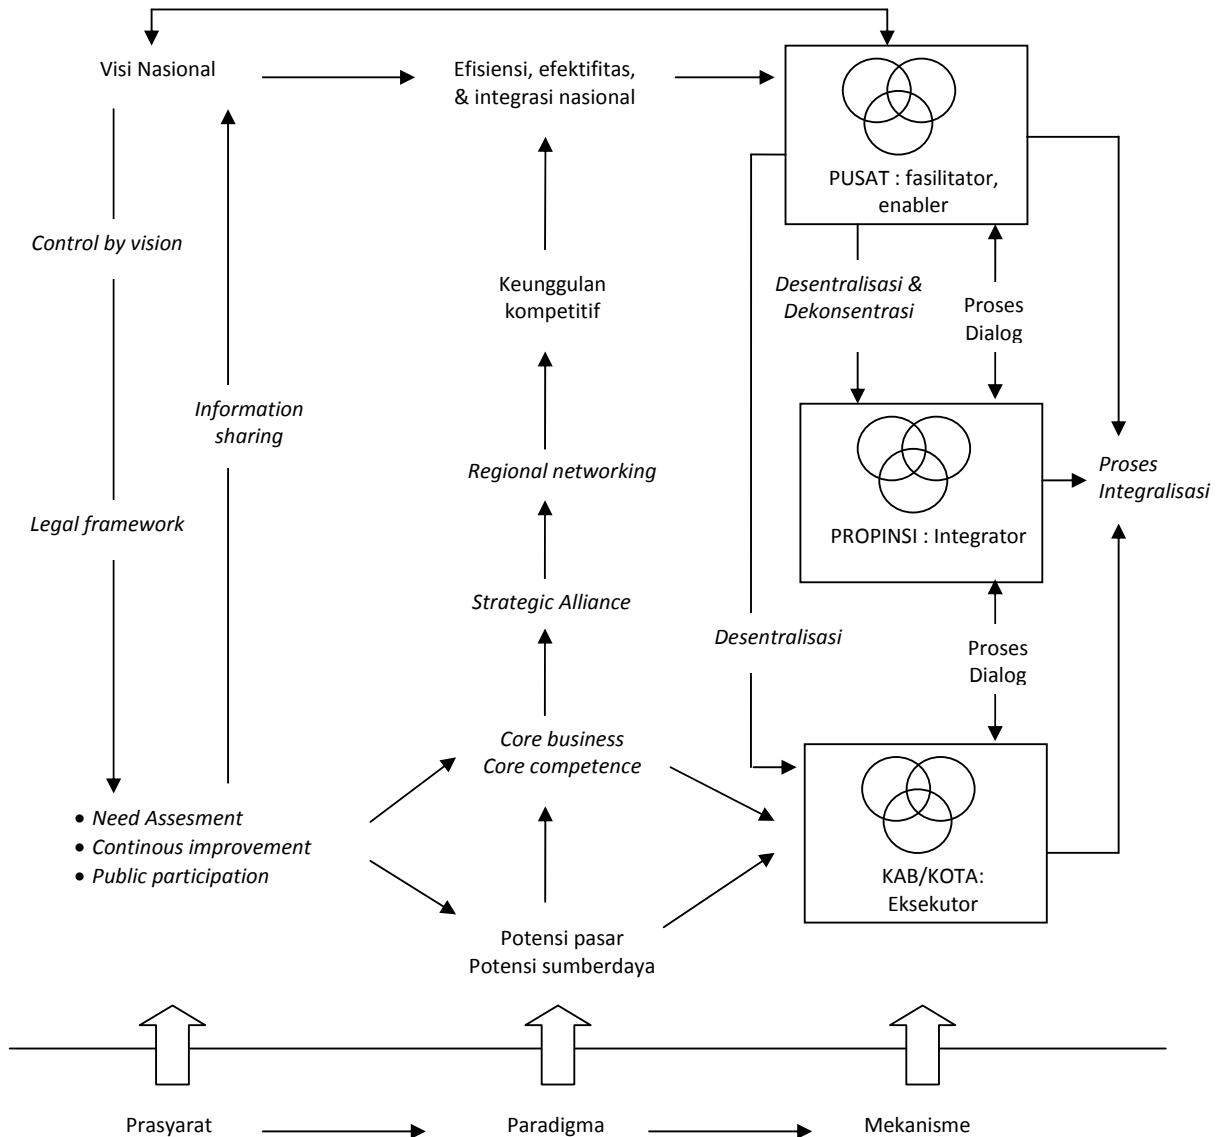 Visi Nasional
Efisiensi, efektifitas,
& integrasi nasional
PUSAT : fasilitator,
enabler
Control by vision
Desentralisasi &
Dekonsentrasi
Keunggulan
kompetitif
Proses
Dialog
Information
sharing
Regional networking
Proses
Integralisasi
Legal framework
PROPINSI : Integrator
Strategic Alliance
Desentralisasi
Proses
Dialog
Core business
Core competence
• Need Assesment
• Continous improvement
• Public participation
KAB/KOTA:
Eksekutor
Potensi pasar
Potensi sumberdaya
Prasyarat
Paradigma
Mekanisme